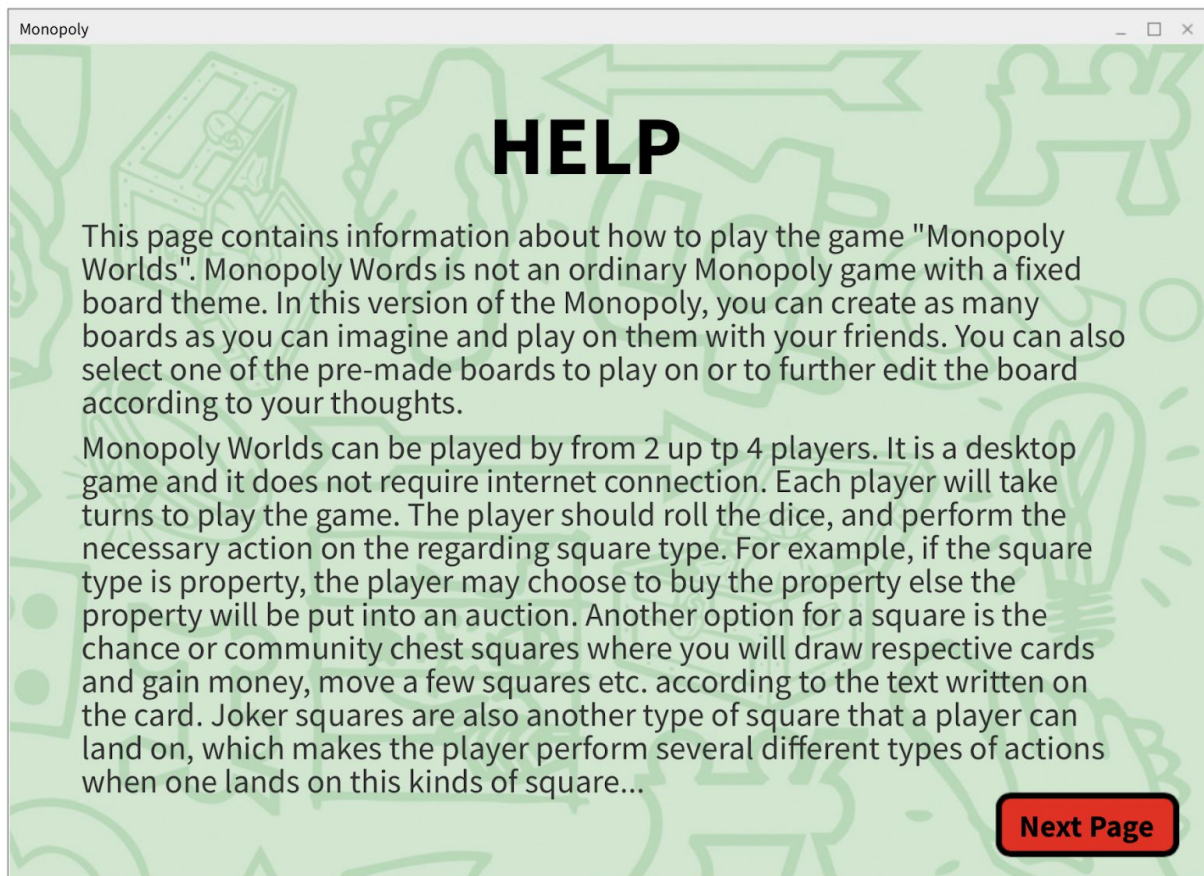 Monopoly
HELP
This page contains information about how to play the game "Monopoly
Worlds". Monopoly Words is not an ordinary Monopoly game with a fixed
board theme. In this version of the Monopoly, you can create as many
boards as you can imagine and play on them with your friends. You can also
select one of the pre-made boards to play on or to further edit the board
according to your thoughts.
Monopoly Worlds can be played by from 2 up tp 4 players. It is a desktop
game and it does not require internet connection. Each player will take
turns to play the game. The player should roll the dice, and perform the
necessary action on the regarding square type. For example, if the square
type is property, the player may choose to buy the property else the
property will be put into an auction. Another option for a square is the
chance or community chest squares where you will draw respective cards
and gain money, move a few squares etc. according to the text written on
the card. Joker squares are also another type of square that a player can
land on, which makes the player perform several different types of actions
when one lands on this kinds of square...
Next Page